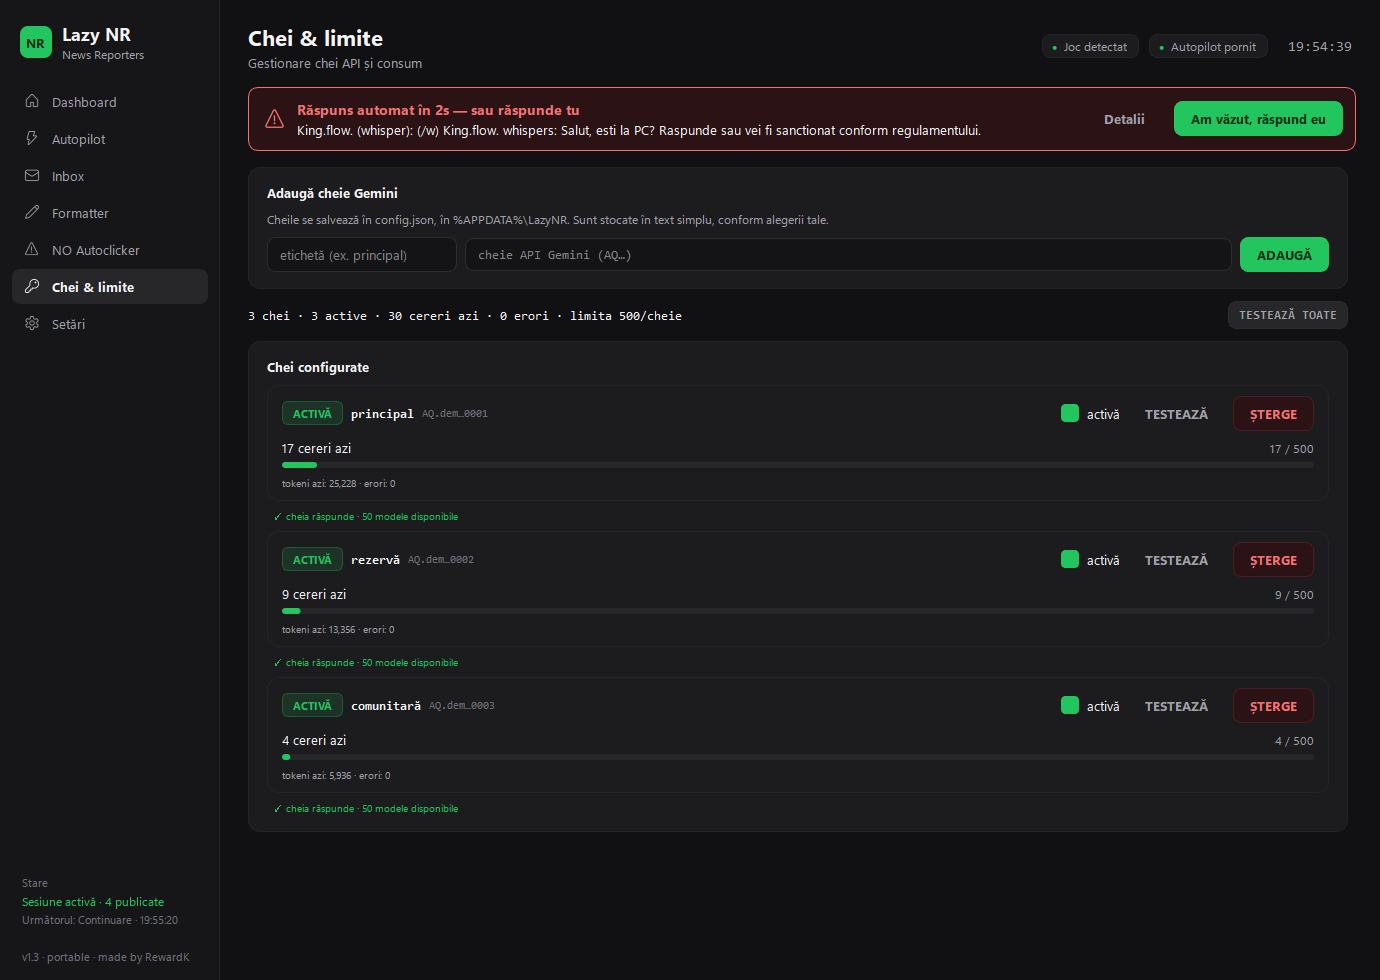 NR
Lazy NR
News Reporters
Dashboard
Autopilot
Inbox
Formatter
NO Autoclicker
Chei & limite
Setări
Stare
Sesiune activă · 4 publicate
Următorul: Continuare · 19:55:20
v1.3 · portable · made by RewardK
Chei & limite
Gestionare chei API și consum
Joc detectat
Autopilot pornit
19:54:39
Răspuns automat în 2s — sau răspunde tu
King.flow. (whisper): (/w) King.flow. whispers: Salut, esti la PC? Raspunde sau vei fi sanctionat conform regulamentului.
Detalii
Am văzut, răspund eu
Adaugă cheie Gemini
Cheile se salvează în config.json, în %APPDATA%\LazyNR. Sunt stocate în text simplu, conform alegerii tale.
etichetă (ex. principal)
cheie API Gemini (AQ…)
ADAUGĂ
3 chei · 3 active · 30 cereri azi · 0 erori · limita 500/cheie
TESTEAZĂ TOATE
Chei configurate
ACTIVĂ principal AQ.dem…0001
activă
TESTEAZĂ
ȘTERGE
17 cereri azi
17 / 500
tokeni azi: 25,228 · erori: 0
✓ cheia răspunde · 50 modele disponibile
ACTIVĂ rezervă AQ.dem…0002
activă
TESTEAZĂ
ȘTERGE
9 cereri azi
9 / 500
tokeni azi: 13,356 · erori: 0
✓ cheia răspunde · 50 modele disponibile
ACTIVĂ comunitară AQ.dem…0003
activă
TESTEAZĂ
ȘTERGE
4 cereri azi
4 / 500
tokeni azi: 5,936 · erori: 0
✓ cheia răspunde · 50 modele disponibile